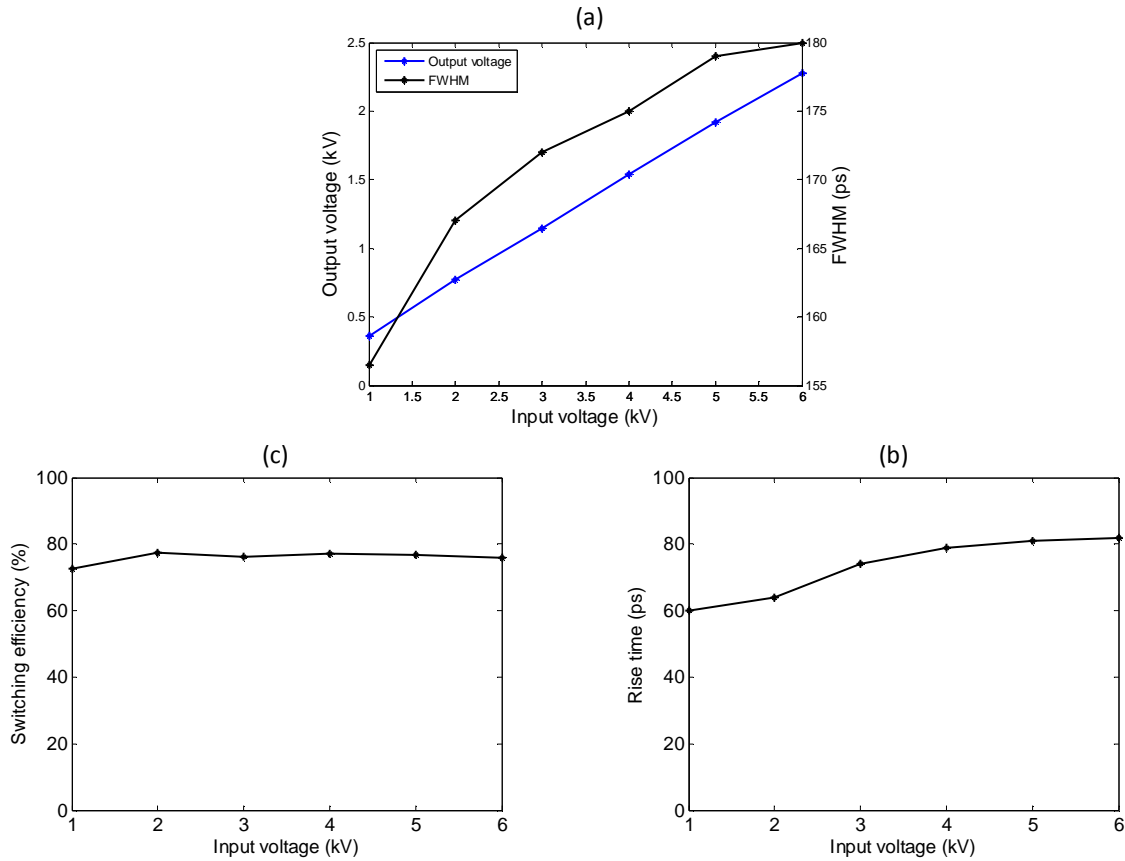 (a)
2.5
2
1.5
1
0.5
0
Output voltage (kV)
Output voltage
FWHM
180
175
170
165
160
155
FWHM (ps)
1 1.5 2 2.5 3 3.5 4 4.5 5 5.5 6
Input voltage (kV)
(c)
100
80
60
40
20
0
Switching efficiency (%)
1 2 3 4 5 6
Input voltage (kV)
(b)
100
80
60
40
20
0
Rise time (ps)
1 2 3 4 5 6
Input voltage (kV)